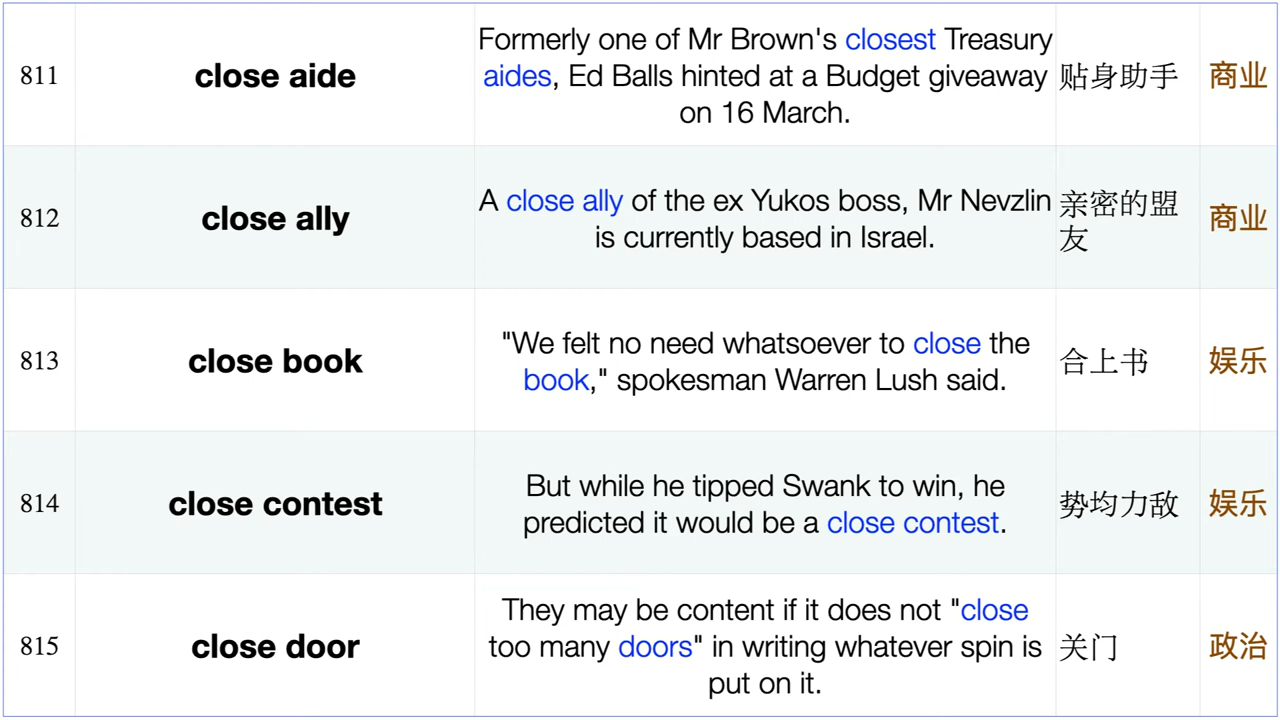 811 close aide Formerly one of Mr Brown's closest Treasury aides, Ed Balls hinted at a Budget giveaway on 16 March. 贴身助手 商业
812 close ally A close ally of the ex Yukos boss, Mr Nevzlin is currently based in Israel. 亲密的盟友 商业
813 close book "We felt no need whatsoever to close the book," spokesman Warren Lush said. 合上书 娱乐
814 close contest But while he tipped Swank to win, he predicted it would be a close contest. 势均力敌 娱乐
815 close door They may be content if it does not "close too many doors" in writing whatever spin is put on it. 关门 政治